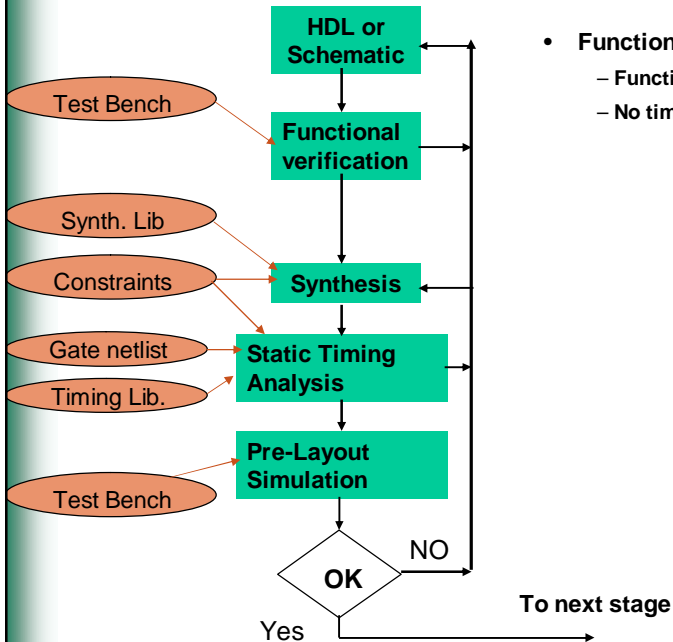 HDL or
Schematic
• Function
– Functi
– No tim
Test Bench
Functional
verification
Synth. Lib
Constraints
Synthesis
Gate netlist
Static Timing
Analysis
Timing Lib.
Pre-Layout
Simulation
Test Bench
NO
OK
To next stage
Yes